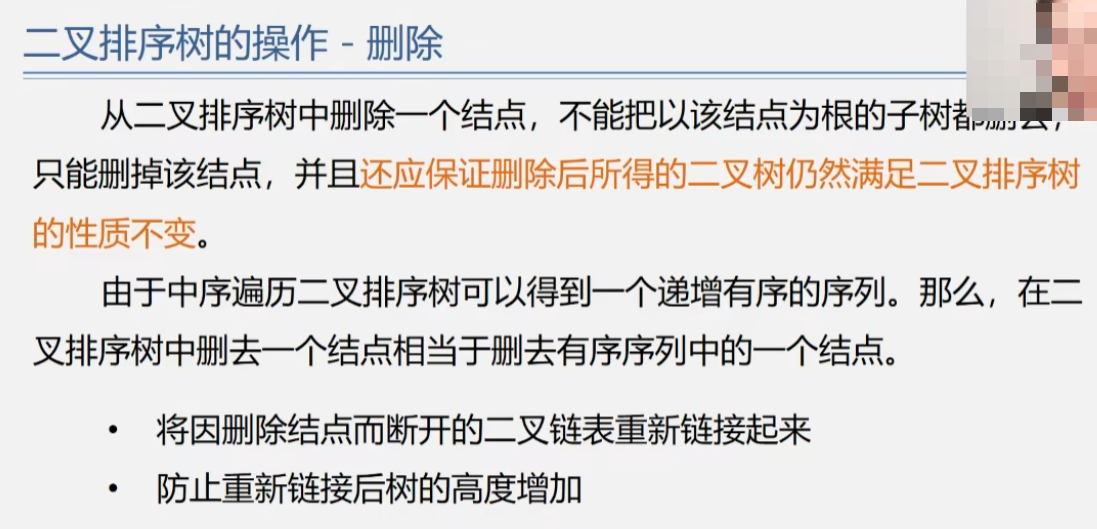 二叉排序树的操作 - 删除
从二叉排序树中删除一个结点，不能把以该结点为根的子树都删去，
只能删掉该结点，并且还应保证删除后所得的二叉树仍然满足二叉排序树
的性质不变。
由于中序遍历二叉排序树可以得到一个递增有序的序列。那么，在二
叉排序树中删去一个结点相当于删去有序序列中的一个结点。
• 将因删除结点而断开的二叉链表重新链接起来
• 防止重新链接后树的高度增加